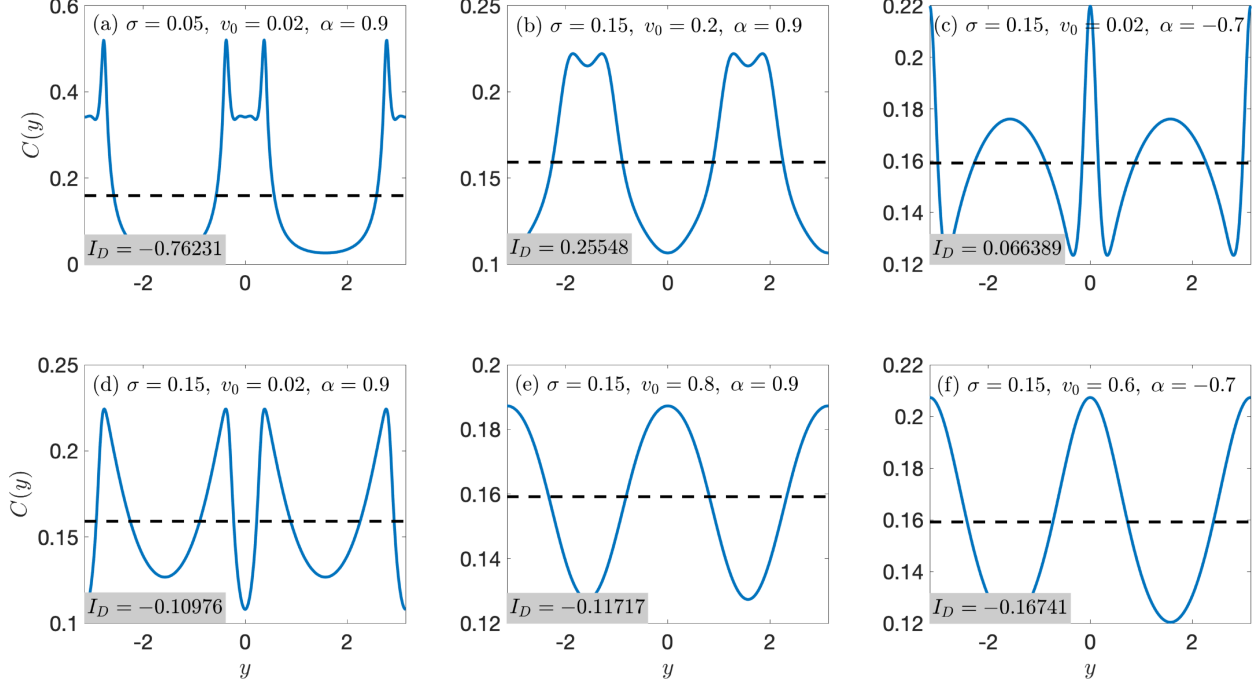 (a) σ = 0.05, v₀ = 0.02, α = 0.9
C(y)
0.6
0.4
0.2
0
I_D = −0.76231
-2 0 2
(b) σ = 0.15, v₀ = 0.2, α = 0.9
0.25
0.2
0.15
0.1
I_D = 0.25548
-2 0 2
(c) σ = 0.15, v₀ = 0.02, α = −0.7
0.22
0.2
0.18
0.16
0.14
0.12
I_D = 0.066389
-2 0 2
(d) σ = 0.15, v₀ = 0.02, α = 0.9
C(y)
0.25
0.2
0.15
0.1
I_D = −0.10976
-2 0 2
y
(e) σ = 0.15, v₀ = 0.8, α = 0.9
0.2
0.18
0.16
0.14
0.12
I_D = −0.11717
-2 0 2
y
(f) σ = 0.15, v₀ = 0.6, α = −0.7
0.22
0.2
0.18
0.16
0.14
0.12
I_D = −0.16741
-2 0 2
y